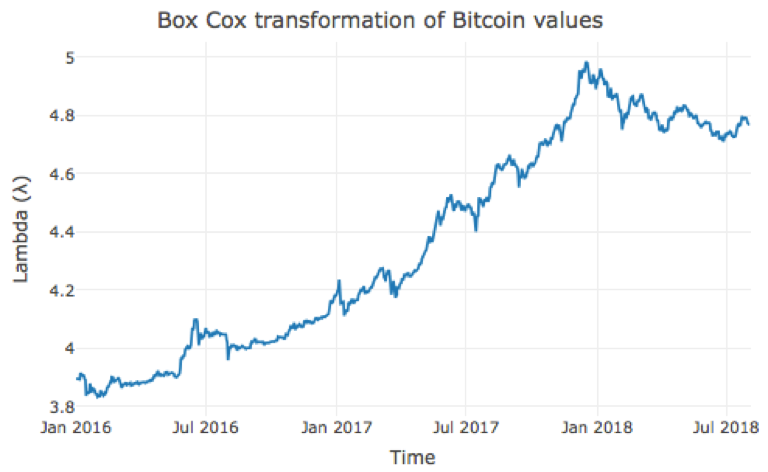 Box Cox transformation of Bitcoin values
Lambda (λ)
5
4.8
4.6
4.4
4.2
4
3.8
Jan 2016 Jul 2016 Jan 2017 Jul 2017 Jan 2018 Jul 2018
Time